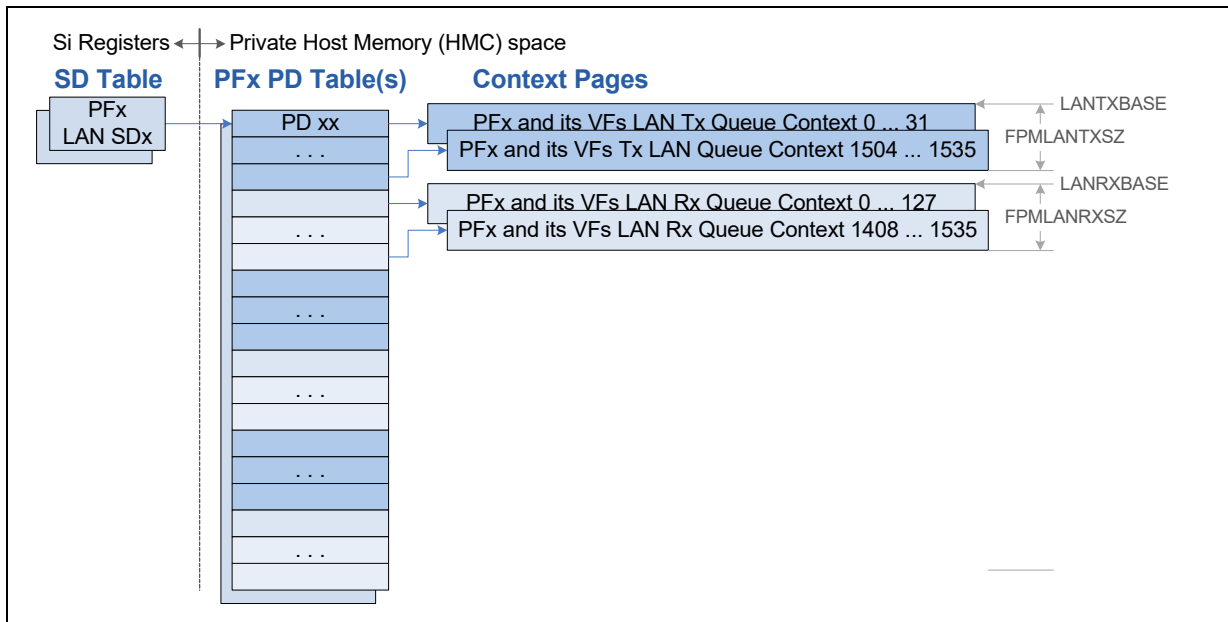 Si Registers
Private Host Memory (HMC) space
SD Table
PFx PD Table(s)
Context Pages
PFx
LAN SDx
PD xx
. . .
. . .
. . .
. . .
. . .
. . .
PFx and its VFs LAN Tx Queue Context 0 ... 31
PFx and its VFs Tx LAN Queue Context 1504 ... 1535
PFx and its VFs LAN Rx Queue Context 0 ... 127
PFx and its VFs LAN Rx Queue Context 1408 ... 1535
LANTXBASE
FPMLANTXSZ
LANRXBASE
FPMLANRXSZ